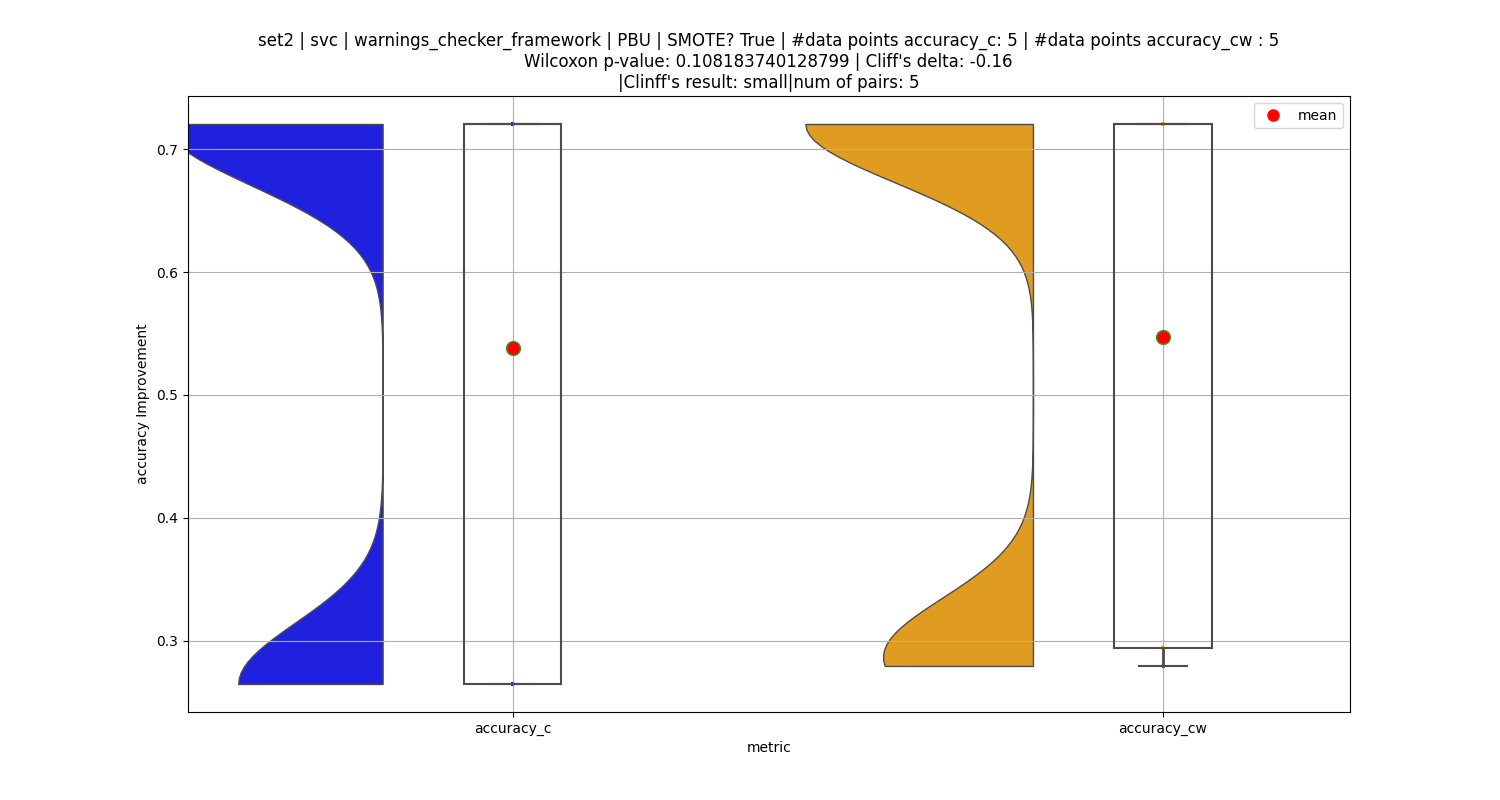 set2 | svc | warnings_checker_framework | PBU | SMOTE? True | #data points accuracy_c: 5 | #data points accuracy_cw : 5
Wilcoxon p-value: 0.108183740128799 | Cliff's delta: -0.16
|Clinff's result: small|num of pairs: 5
mean
0.7
0.6
0.5
0.4
0.3
accuracy Improvement
accuracy_c
accuracy_cw
metric